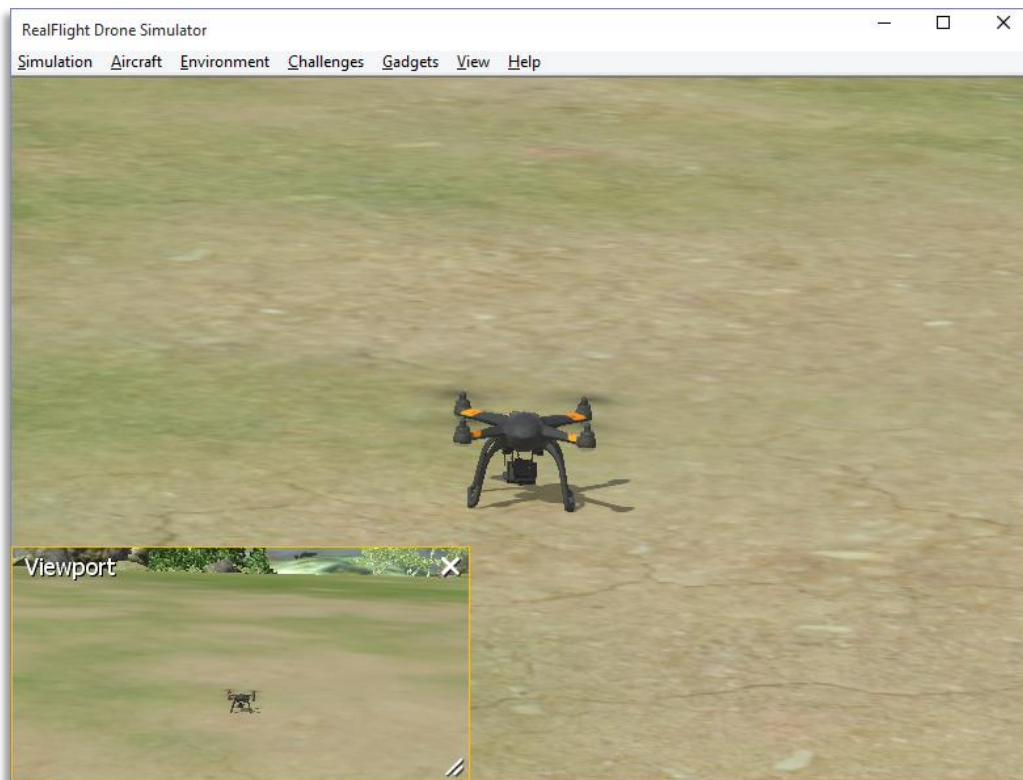 RealFlight Drone Simulator
Simulation Aircraft Environment Challenges Gadgets View Help
Viewport